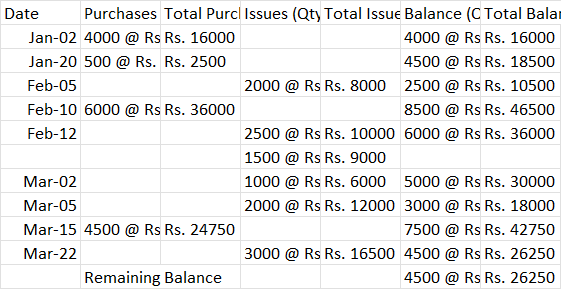 Date Purchases Total Purch Issues (Qty Total Issue Balance (Q Total Balan
Jan-02 4000 @ Rs Rs. 16000 4000 @ Rs Rs. 16000
Jan-20 500 @ Rs. Rs. 2500 4500 @ Rs Rs. 18500
Feb-05 2000 @ Rs Rs. 8000 2500 @ Rs Rs. 10500
Feb-10 6000 @ Rs Rs. 36000 8500 @ Rs Rs. 46500
Feb-12 2500 @ Rs Rs. 10000 6000 @ Rs Rs. 36000
1500 @ Rs Rs. 9000
Mar-02 1000 @ Rs Rs. 6000 5000 @ Rs Rs. 30000
Mar-05 2000 @ Rs Rs. 12000 3000 @ Rs Rs. 18000
Mar-15 4500 @ Rs Rs. 24750 7500 @ Rs Rs. 42750
Mar-22 3000 @ Rs Rs. 16500 4500 @ Rs Rs. 26250
Remaining Balance 4500 @ Rs Rs. 26250